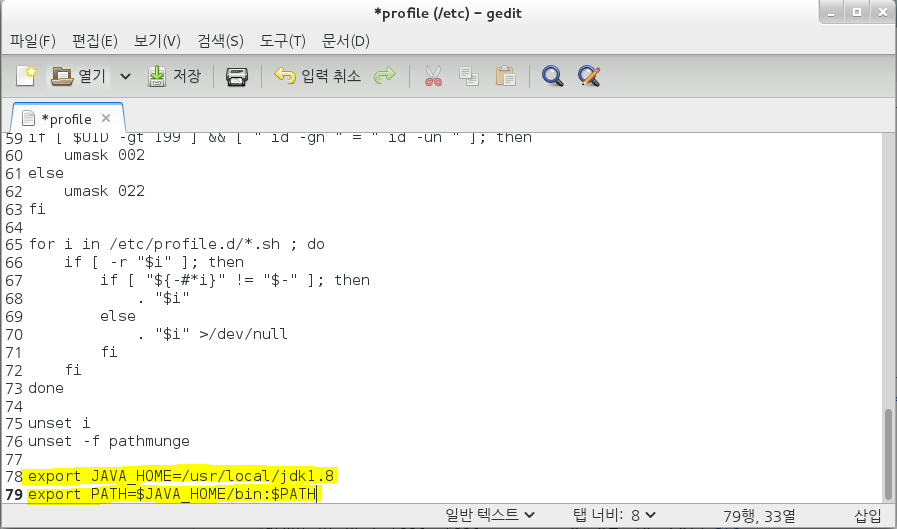 *profile (/etc) - gedit
파일(F) 편집(E) 보기(V) 검색(S) 도구(T) 문서(D)
열기 저장 입력 취소
*profile
59 if [ $UID -gt 199 ] && [ " id -gn " = " id -un " ]; then
60     umask 002
61 else
62     umask 022
63 fi
64
65 for i in /etc/profile.d/*.sh ; do
66     if [ -r "$i" ]; then
67         if [ "${-#*i}" != "$-" ]; then
68             . "$i"
69         else
70             . "$i" >/dev/null
71         fi
72     fi
73 done
74
75 unset i
76 unset -f pathmunge
77
78 export JAVA_HOME=/usr/local/jdk1.8
79 export PATH=$JAVA_HOME/bin:$PATH
일반 텍스트 탭 너비: 8 79행, 33열 삽입